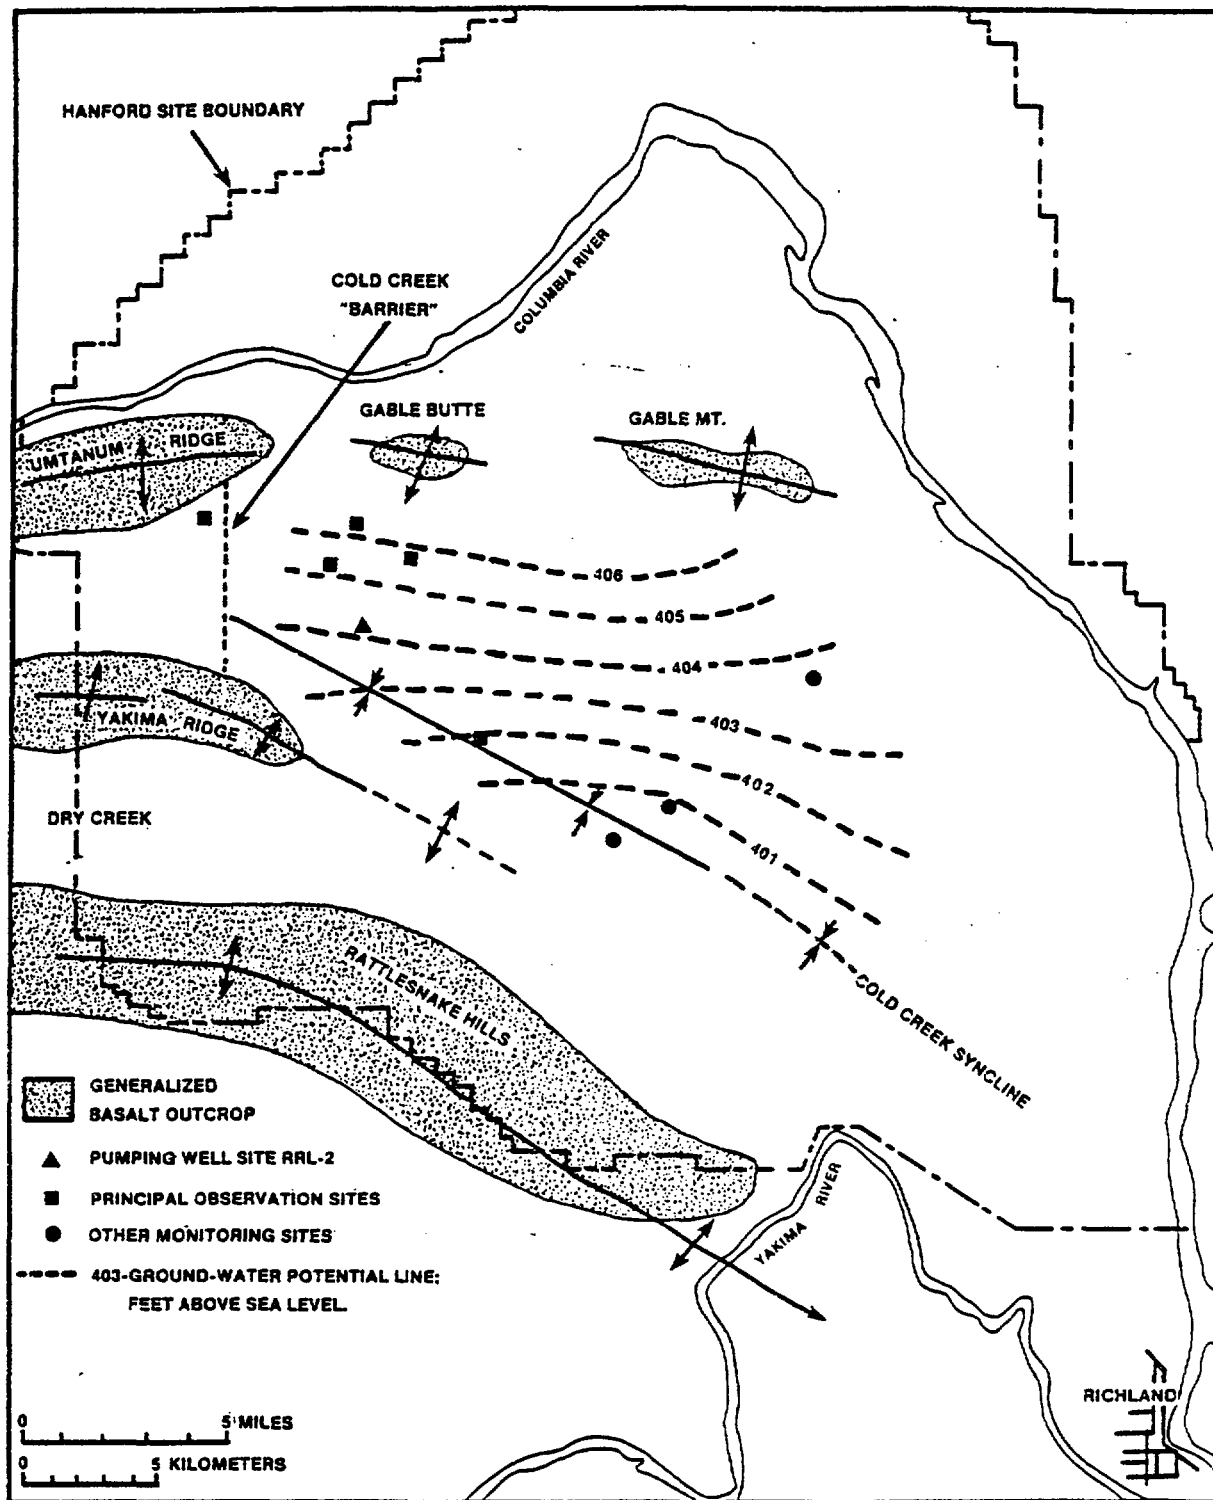 HANFORD SITE BOUNDARY
COLD CREEK
"BARRIER"
COLUMBIA RIVER
GABLE BUTTE
GABLE MT.
UMTANUM RIDGE
406
405
404
403
402
401
YAKIMA RIDGE
DRY CREEK
RATTLESNAKE HILLS
COLD CREEK SYNCLINE
GENERALIZED
BASALT OUTCROP
PUMPING WELL SITE RRL-2
PRINCIPAL OBSERVATION SITES
OTHER MONITORING SITES
403-GROUND-WATER POTENTIAL LINE:
FEET ABOVE SEA LEVEL.
YAKIMA RIVER
RICHLAND
0 5 MILES
0 5 KILOMETERS